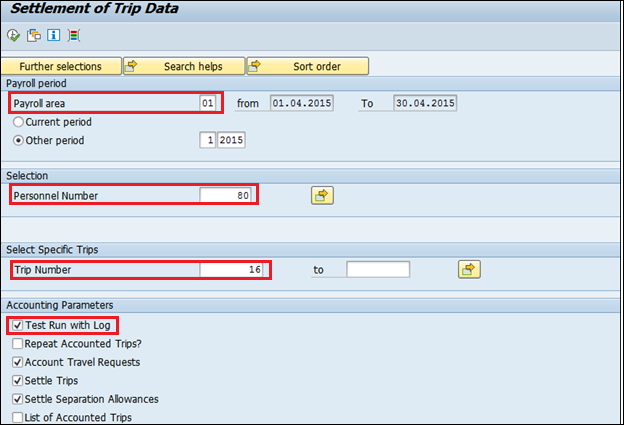 Settlement of Trip Data
Further selections Search helps Sort order
Payroll period
Payroll area 01 from 01.04.2015 To 30.04.2015
Current period
Other period 1 2015
Selection
Personnel Number 80
Select Specific Trips
Trip Number 16 to
Accounting Parameters
Test Run with Log
Repeat Accounted Trips?
Account Travel Requests
Settle Trips
Settle Separation Allowances
List of Accounted Trips